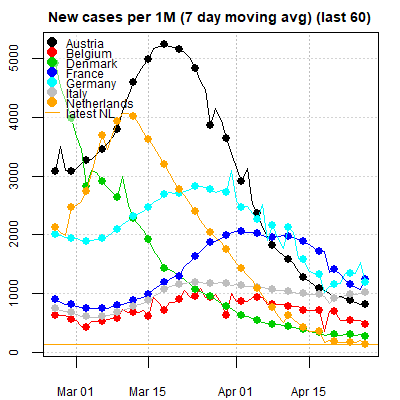 New cases per 1M (7 day moving avg) (last 60)
Austria
Belgium
Denmark
France
Germany
Italy
Netherlands
latest NL
5000
4000
3000
2000
1000
0
Mar 01 Mar 15 Apr 01 Apr 15